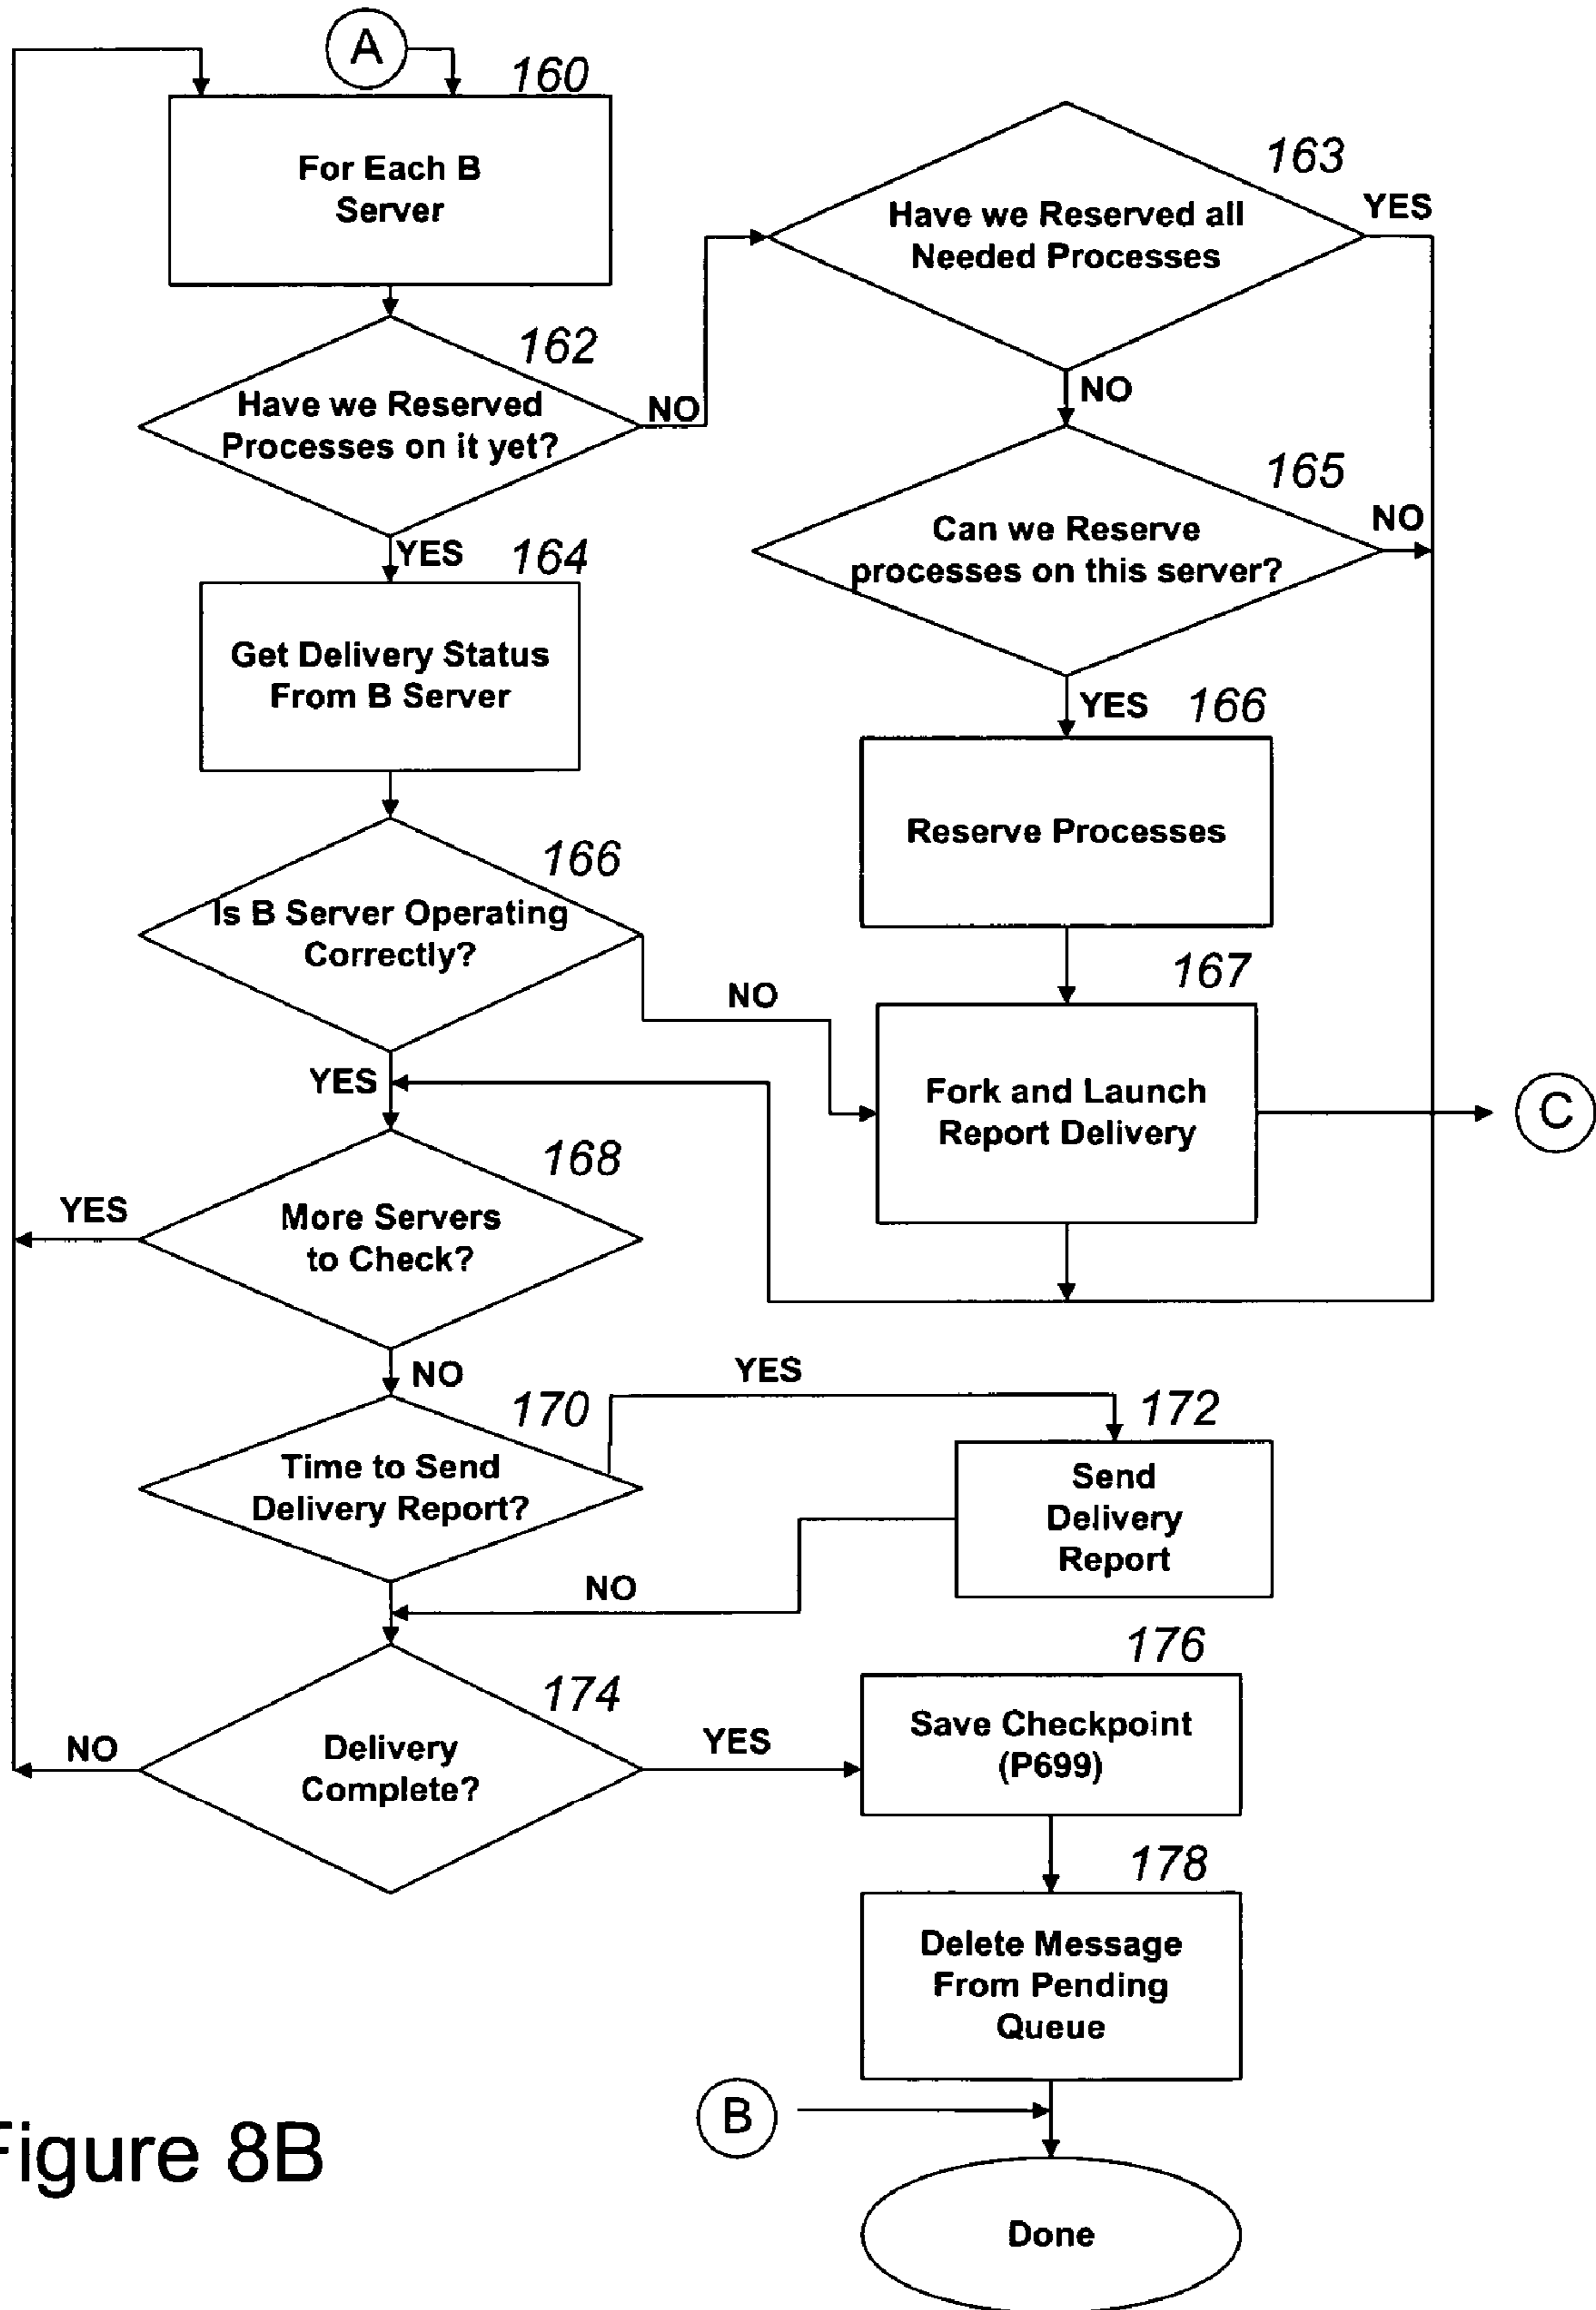 A
160
For Each B
Server
163
Have we Reserved all
Needed Processes
YES
NO
162
Have we Reserved
Processes on it yet?
NO
YES
165
Can we Reserve
processes on this server?
NO
YES
164
Get Delivery Status
From B Server
166
Reserve Processes
166
Is B Server Operating
Correctly?
NO
YES
167
Fork and Launch
Report Delivery
C
168
More Servers
to Check?
YES
NO
170
Time to Send
Delivery Report?
YES
NO
172
Send
Delivery
Report
174
Delivery
Complete?
NO
YES
176
Save Checkpoint
(P699)
178
Delete Message
From Pending
Queue
B
Done
Figure 8B